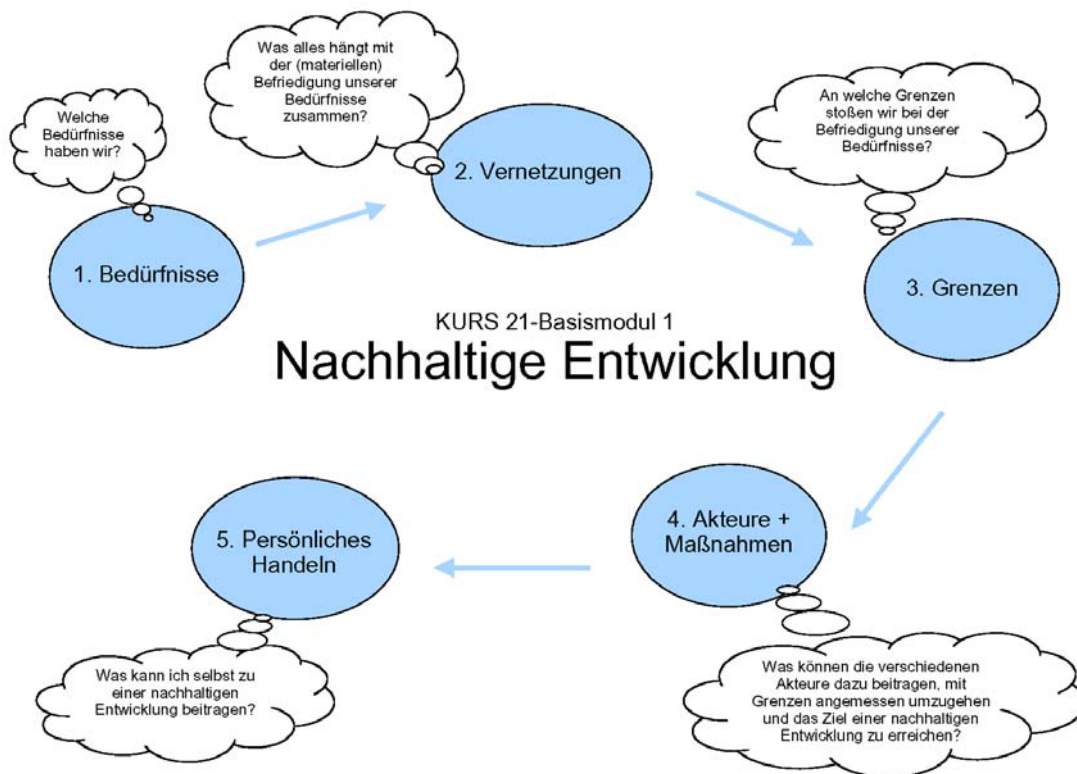 Welche
Bedürfnisse
haben wir?
1. Bedürfnisse
Was alles hängt mit
der (materiellen)
Befriedigung unserer
Bedürfnisse
zusammen?
2. Vernetzungen
An welche Grenzen
stoßen wir bei der
Befriedigung unserer
Bedürfnisse?
3. Grenzen
KURS 21-Basismodul 1
Nachhaltige Entwicklung
4. Akteure +
Maßnahmen
Was können die verschiedenen
Akteure dazu beitragen, mit
Grenzen angemessen umzugehen
und das Ziel einer nachhaltigen
Entwicklung zu erreichen?
5. Persönliches
Handeln
Was kann ich selbst zu
einer nachhaltigen
Entwicklung beitragen?